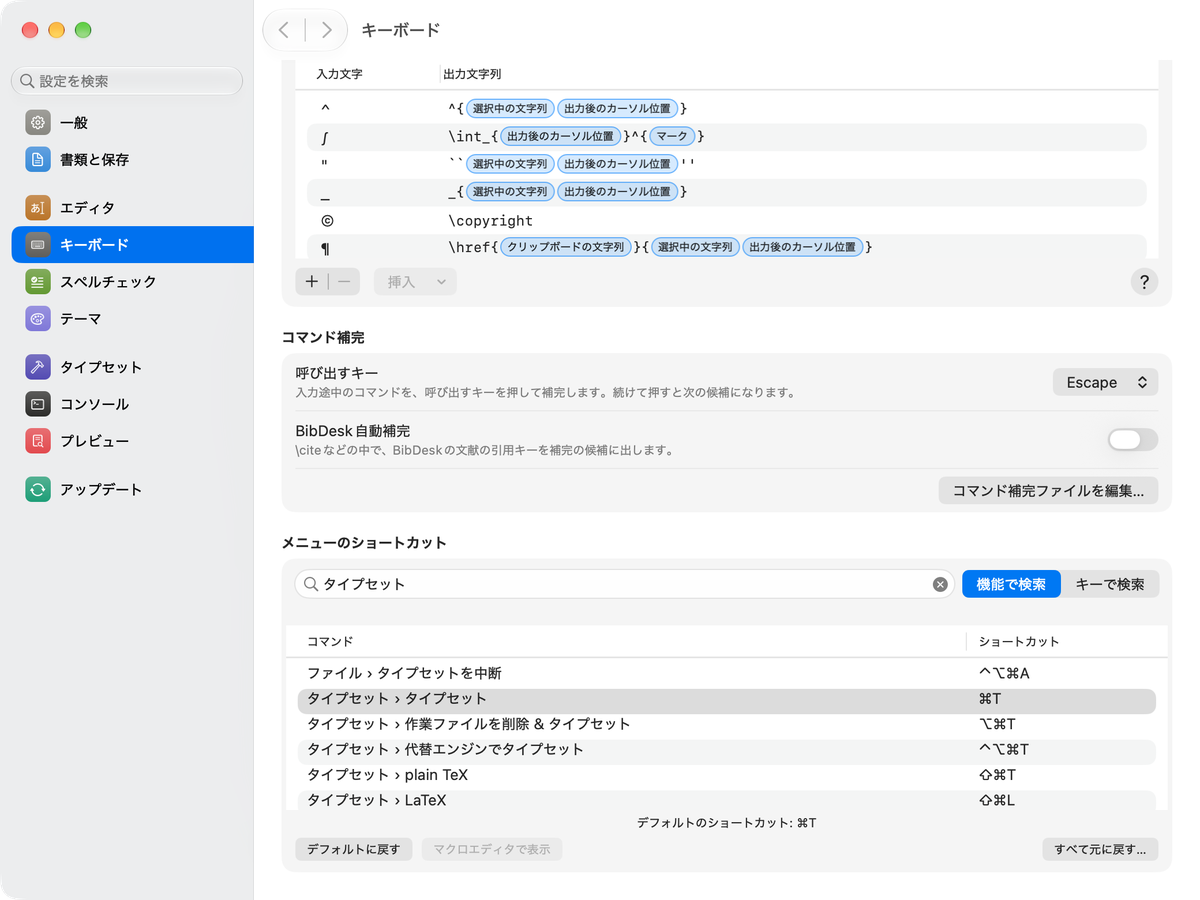 キーボード
設定を検索
一般
書類と保存
エディタ
キーボード
スペルチェック
テーマ
タイプセット
コンソール
プレビュー
アップデート
入力文字 出力文字列
^ ^{選択中の文字列 出力後のカーソル位置}
∫ \int_{出力後のカーソル位置}^{マーク}
" ``選択中の文字列 出力後のカーソル位置''
_ _{選択中の文字列 出力後のカーソル位置}
© \copyright
¶ \href{クリップボードの文字列}{選択中の文字列 出力後のカーソル位置}
挿入
?
コマンド補完
呼び出すキー
入力途中のコマンドを、呼び出すキーを押して補完します。続けて押すと次の候補になります。
Escape
BibDesk 自動補完
\cite などの中で、BibDesk の文献の引用キーを補完の候補に出します。
コマンド補完ファイルを編集...
メニューのショートカット
タイプセット
機能で検索 キーで検索
コマンド ショートカット
ファイル › タイプセットを中断 ^⌥⌘A
タイプセット › タイプセット ⌘T
タイプセット › 作業ファイルを削除 & タイプセット ⌥⌘T
タイプセット › 代替エンジンでタイプセット ^⌥⌘T
タイプセット › plain TeX ⇧⌘T
タイプセット › LaTeX ⇧⌘L
デフォルトのショートカット: ⌘T
デフォルトに戻す マクロエディタで表示 すべて元に戻す...